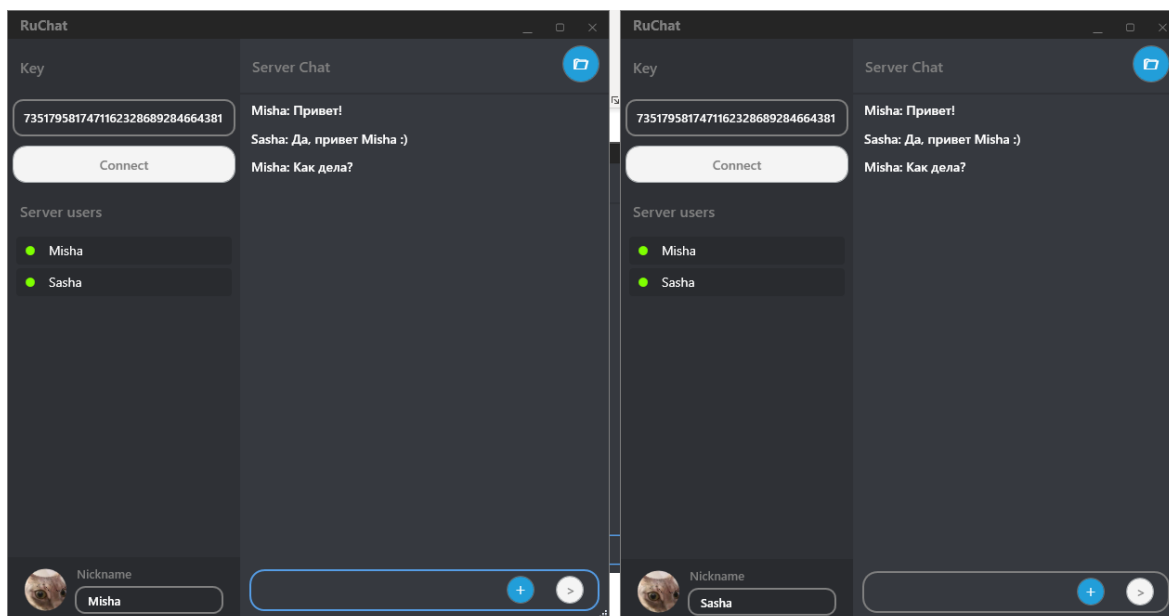 RuChat
Key
Server Chat
73517958174711623286892846643​81
Connect
Server users
Misha
Sasha
Misha: Привет!
Sasha: Да, привет Misha :)
Misha: Как дела?
Nickname
Misha
+
>
RuChat
Key
Server Chat
7351795817471162328689284664381
Connect
Server users
Misha
Sasha
Misha: Привет!
Sasha: Да, привет Misha :)
Misha: Как дела?
Nickname
Sasha
+
>